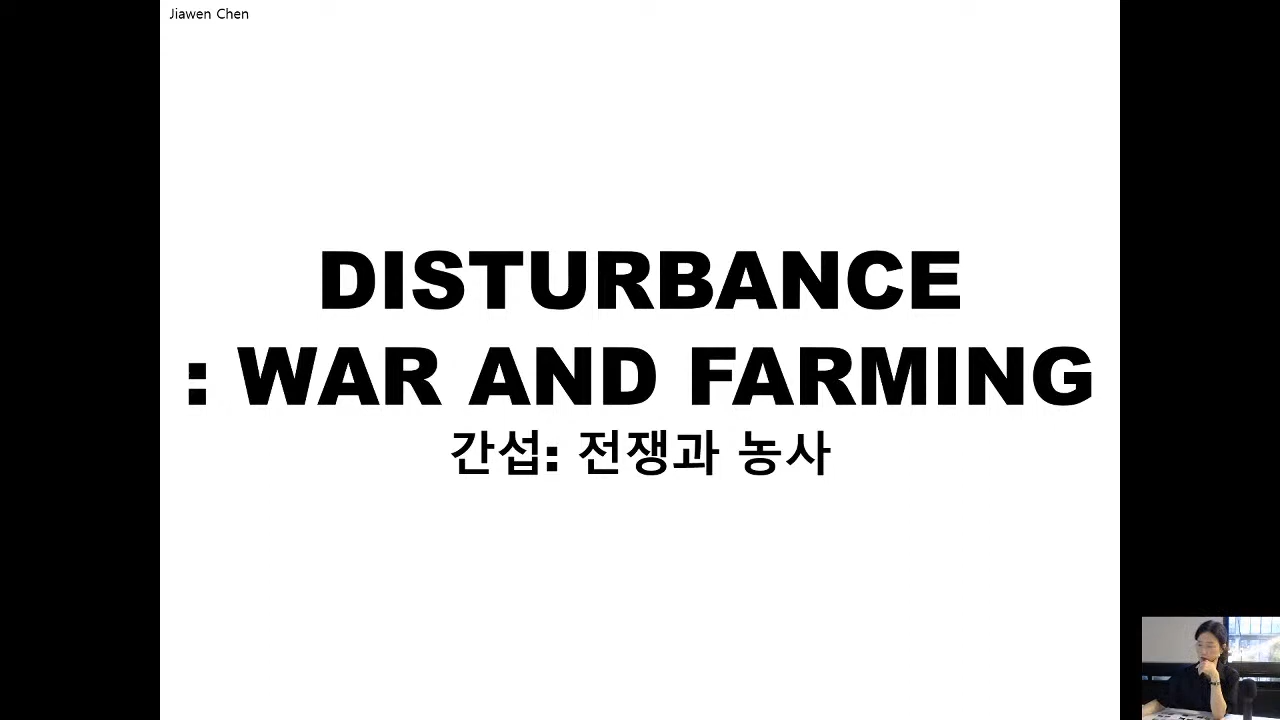 Jiawen Chen
DISTURBANCE
: WAR AND FARMING
간섭: 전쟁과 농사